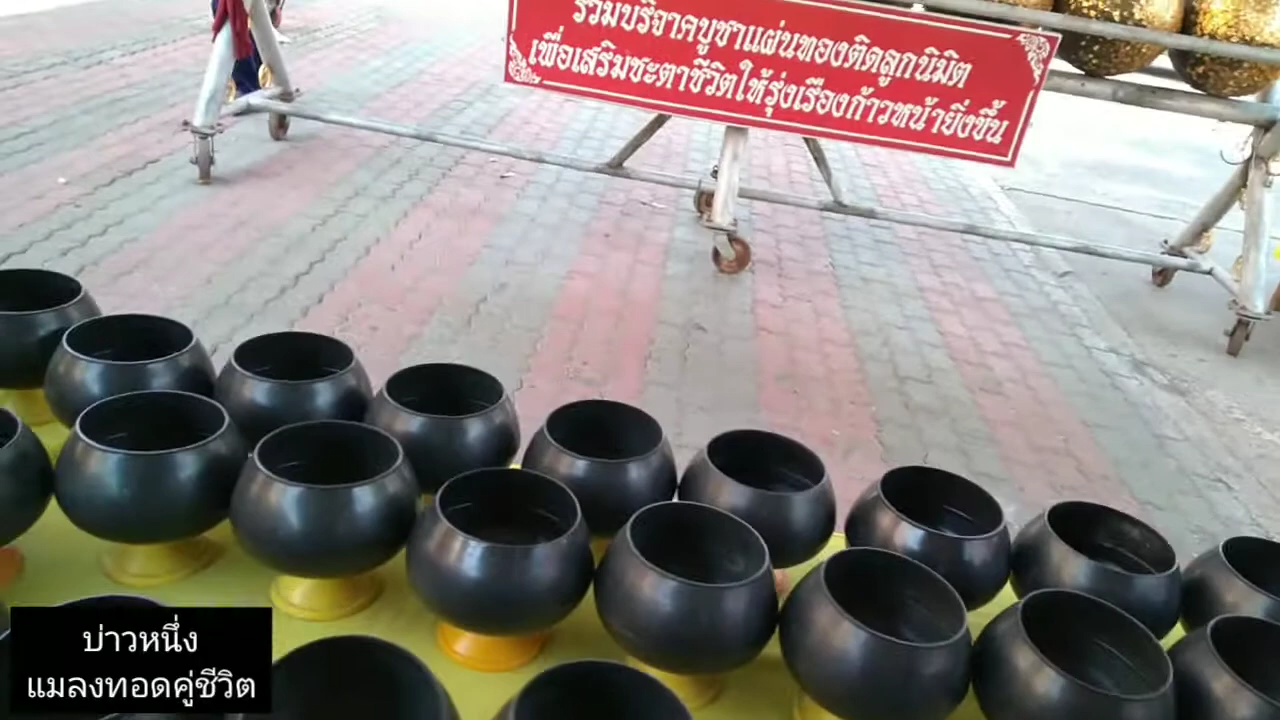 ร่วมบริจาคบูชาแผ่นทองติดลูกนิมิต
เพื่อเสริมชะตาชีวิตให้รุ่งเรืองก้าวหน้ายิ่งขึ้น
บ่าวหนึ่ง
แมลงทอดคู่ชีวิต